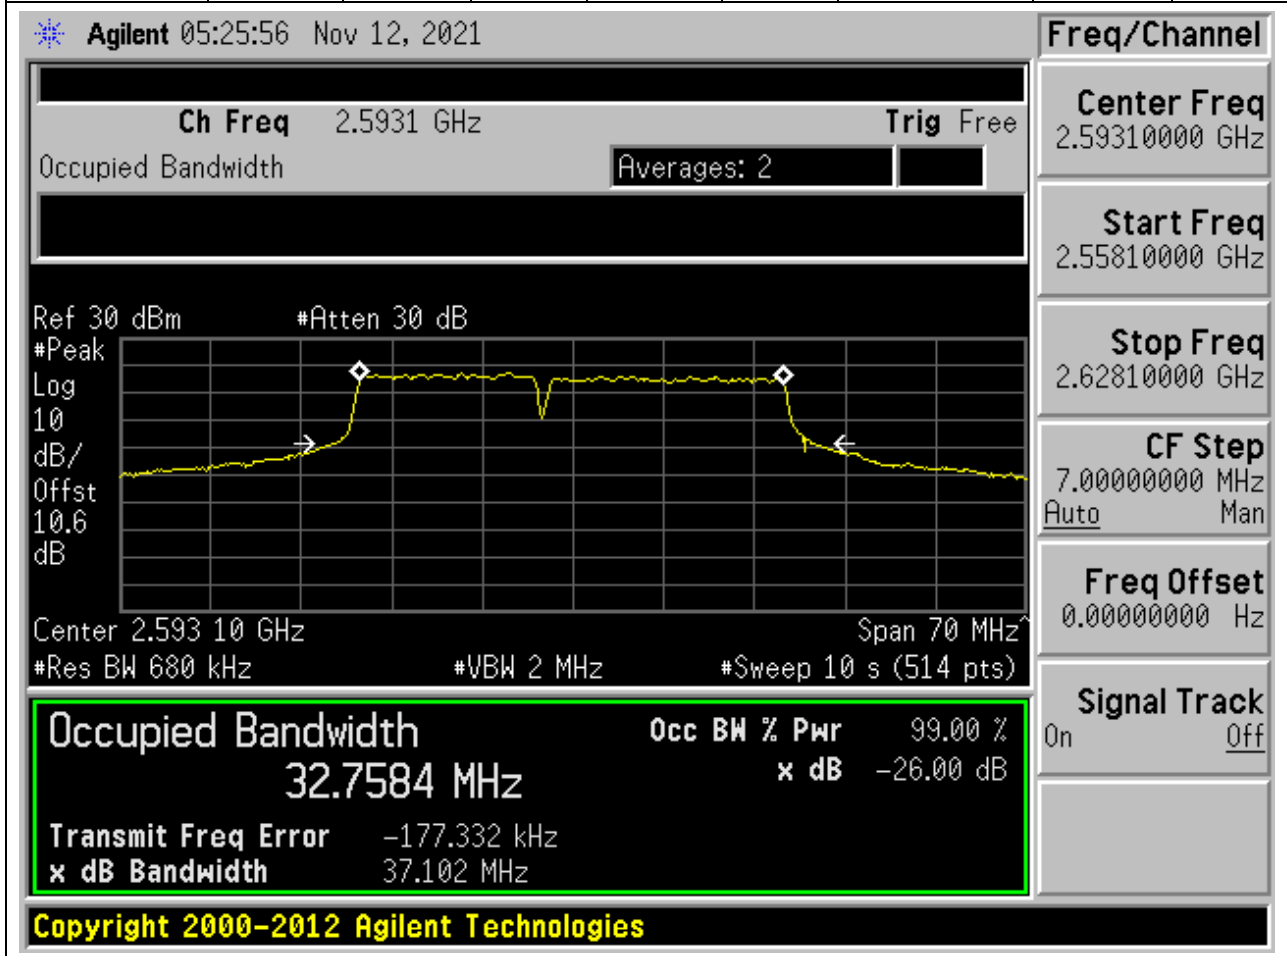 Agilent 05:25:56 Nov 12, 2021
Freq/Channel
Ch Freq 2.5931 GHz Trig Free
Occupied Bandwidth Averages: 2
Center Freq
2.59310000 GHz
Start Freq
2.55810000 GHz
Stop Freq
2.62810000 GHz
CF Step
7.00000000 MHz
Auto Man
Freq Offset
0.00000000 Hz
Signal Track
On Off
Ref 30 dBm #Atten 30 dB
#Peak
Log
10
dB/
Offst
10.6
dB
Center 2.593 10 GHz Span 70 MHz^
#Res BW 680 kHz #VBW 2 MHz #Sweep 10 s (514 pts)
Occupied Bandwidth Occ BW % Pwr 99.00 %
32.7584 MHz x dB -26.00 dB
Transmit Freq Error -177.332 kHz
x dB Bandwidth 37.102 MHz
Copyright 2000-2012 Agilent Technologies